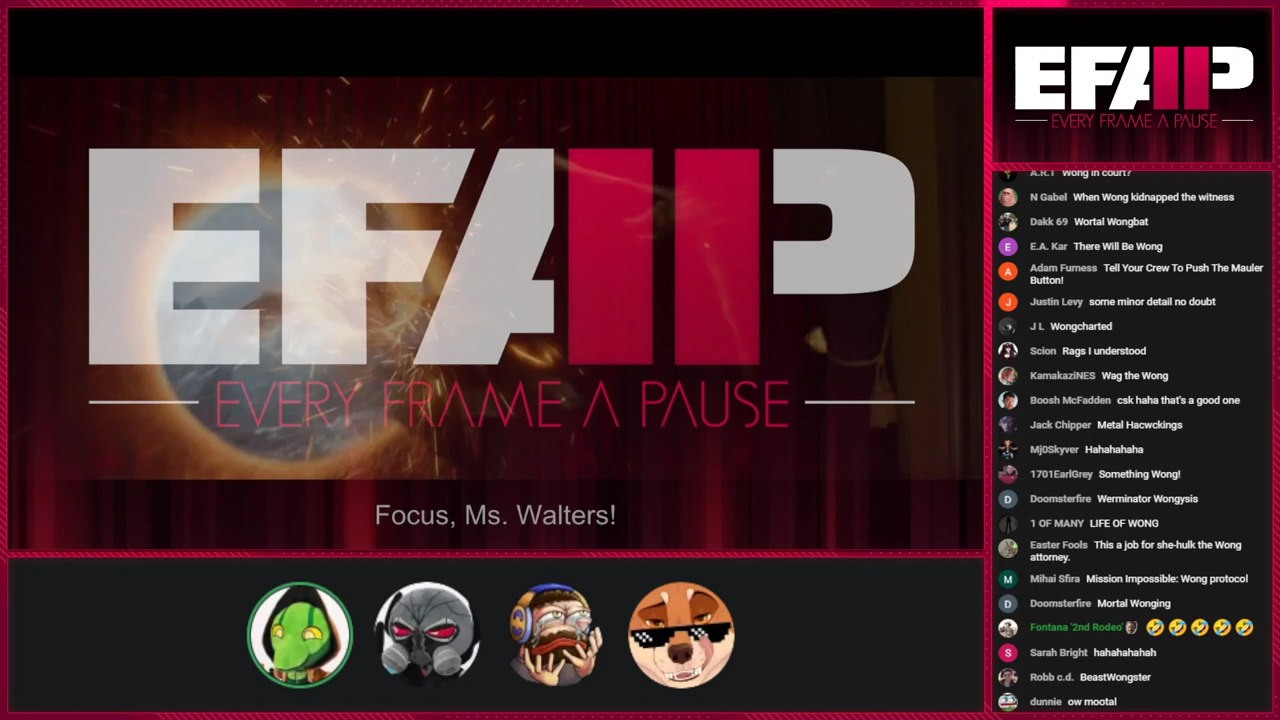 EFAP
EVERY FRAME A PAUSE
Focus, Ms. Walters!
EFAP
EVERY FRAME A PAUSE
A.R.T Wong in court?
N Gabel When Wong kidnapped the witness
Dakk 69 Wortal Wongbat
E
E.A. Kar There Will Be Wong
A
Adam Furness Tell Your Crew To Push The Mauler
Button!
J
Justin Levy some minor detail no doubt
J L Wongcharted
Scion Rags I understood
KamakaziNES Wag the Wong
Boosh McFadden csk haha that's a good one
Jack Chipper Metal Hacwckings
Mj0Skyver Hahahahaha
1701EarlGrey Something Wong!
D
Doomsterfire Werminator Wongysis
1 OF MANY LIFE OF WONG
Easter Fools This a job for she-hulk the Wong
attorney.
M
Mihai Sfira Mission Impossible: Wong protocol
D
Doomsterfire Mortal Wonging
Fontana '2nd Rodeo' 🤣🤣🤣🤣🤣
S
Sarah Bright hahahahahah
Robb c.d. BeastWongster
dunnie ow mootal